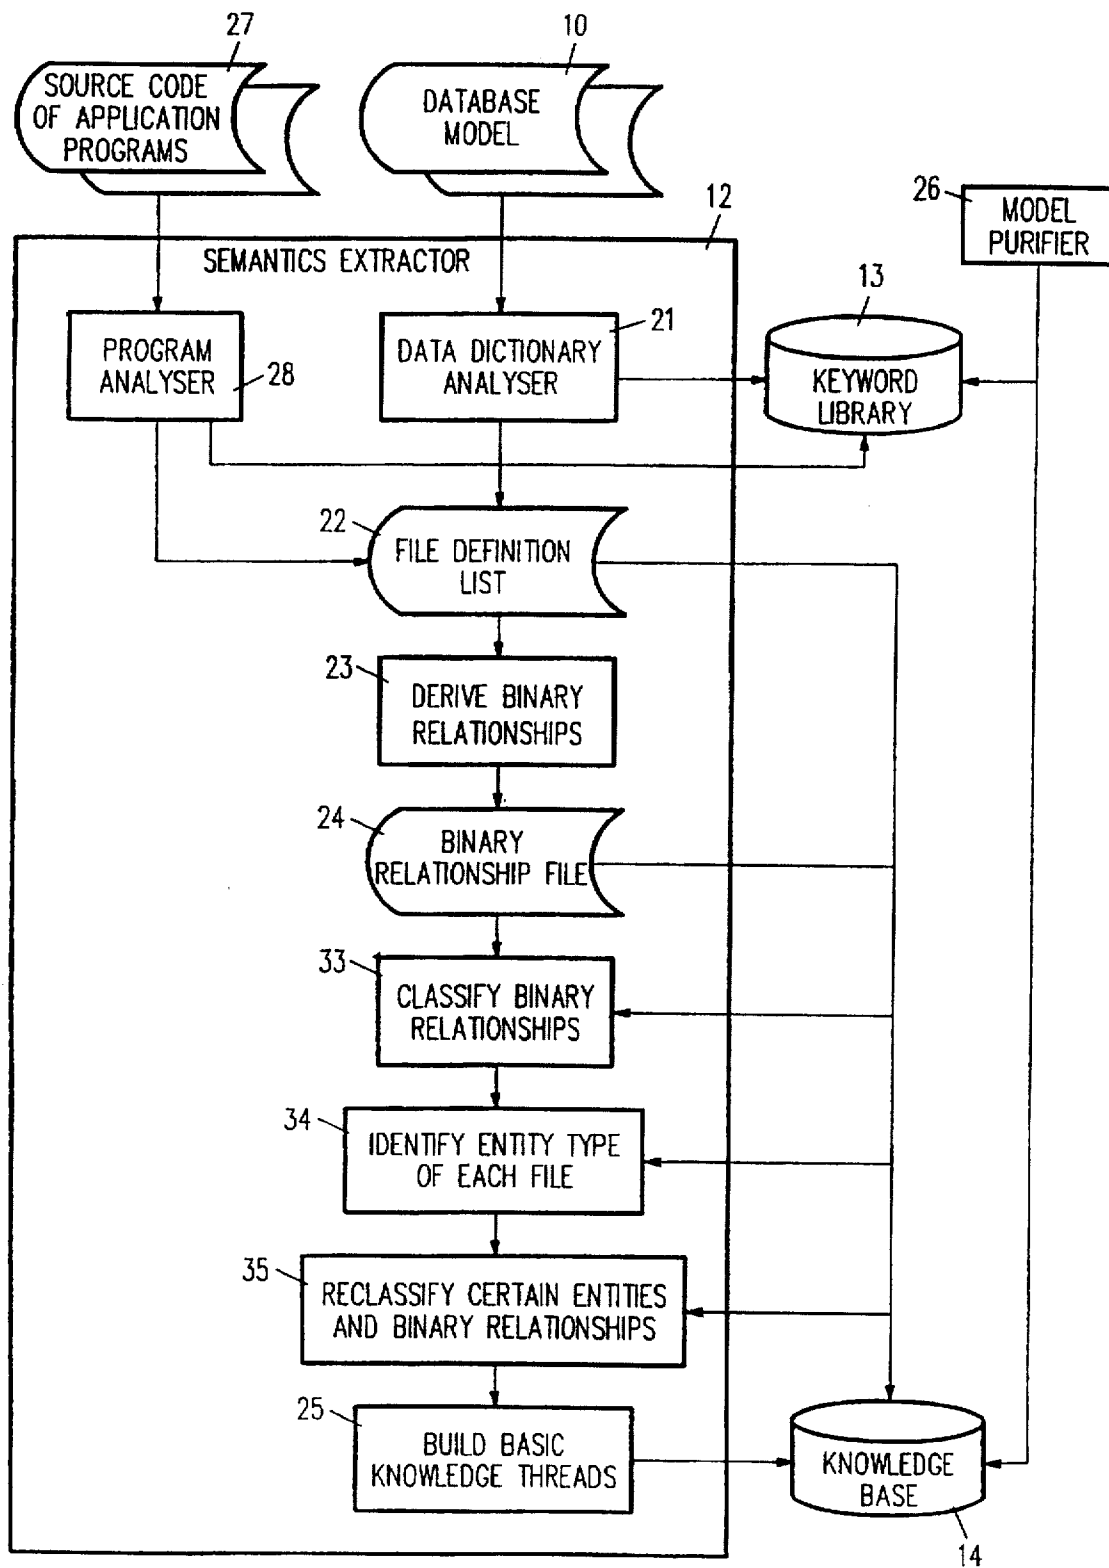 27
SOURCE CODE
OF APPLICATION
PROGRAMS
10
DATABASE
MODEL
12
SEMANTICS EXTRACTOR
26
MODEL
PURIFIER
PROGRAM
ANALYSER
28
21
DATA DICTIONARY
ANALYSER
13
KEYWORD
LIBRARY
22
FILE DEFINITION
LIST
23
DERIVE BINARY
RELATIONSHIPS
24
BINARY
RELATIONSHIP FILE
33
CLASSIFY BINARY
RELATIONSHIPS
34
IDENTIFY ENTITY TYPE
OF EACH FILE
35
RECLASSIFY CERTAIN ENTITIES
AND BINARY RELATIONSHIPS
25
BUILD BASIC
KNOWLEDGE THREADS
KNOWLEDGE
BASE
14